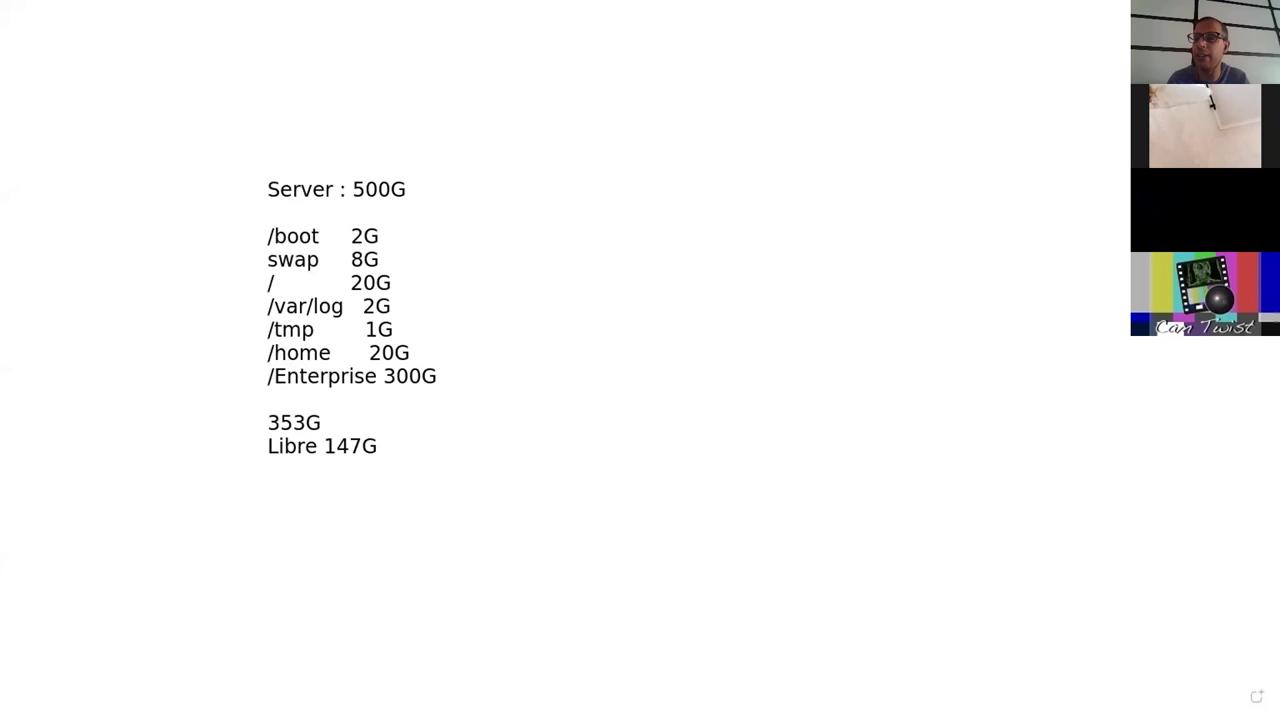 Server : 500G
/boot 2G
swap 8G
/ 20G
/var/log 2G
/tmp 1G
/home 20G
/Enterprise 300G
353G
Libre 147G
Cam Twist